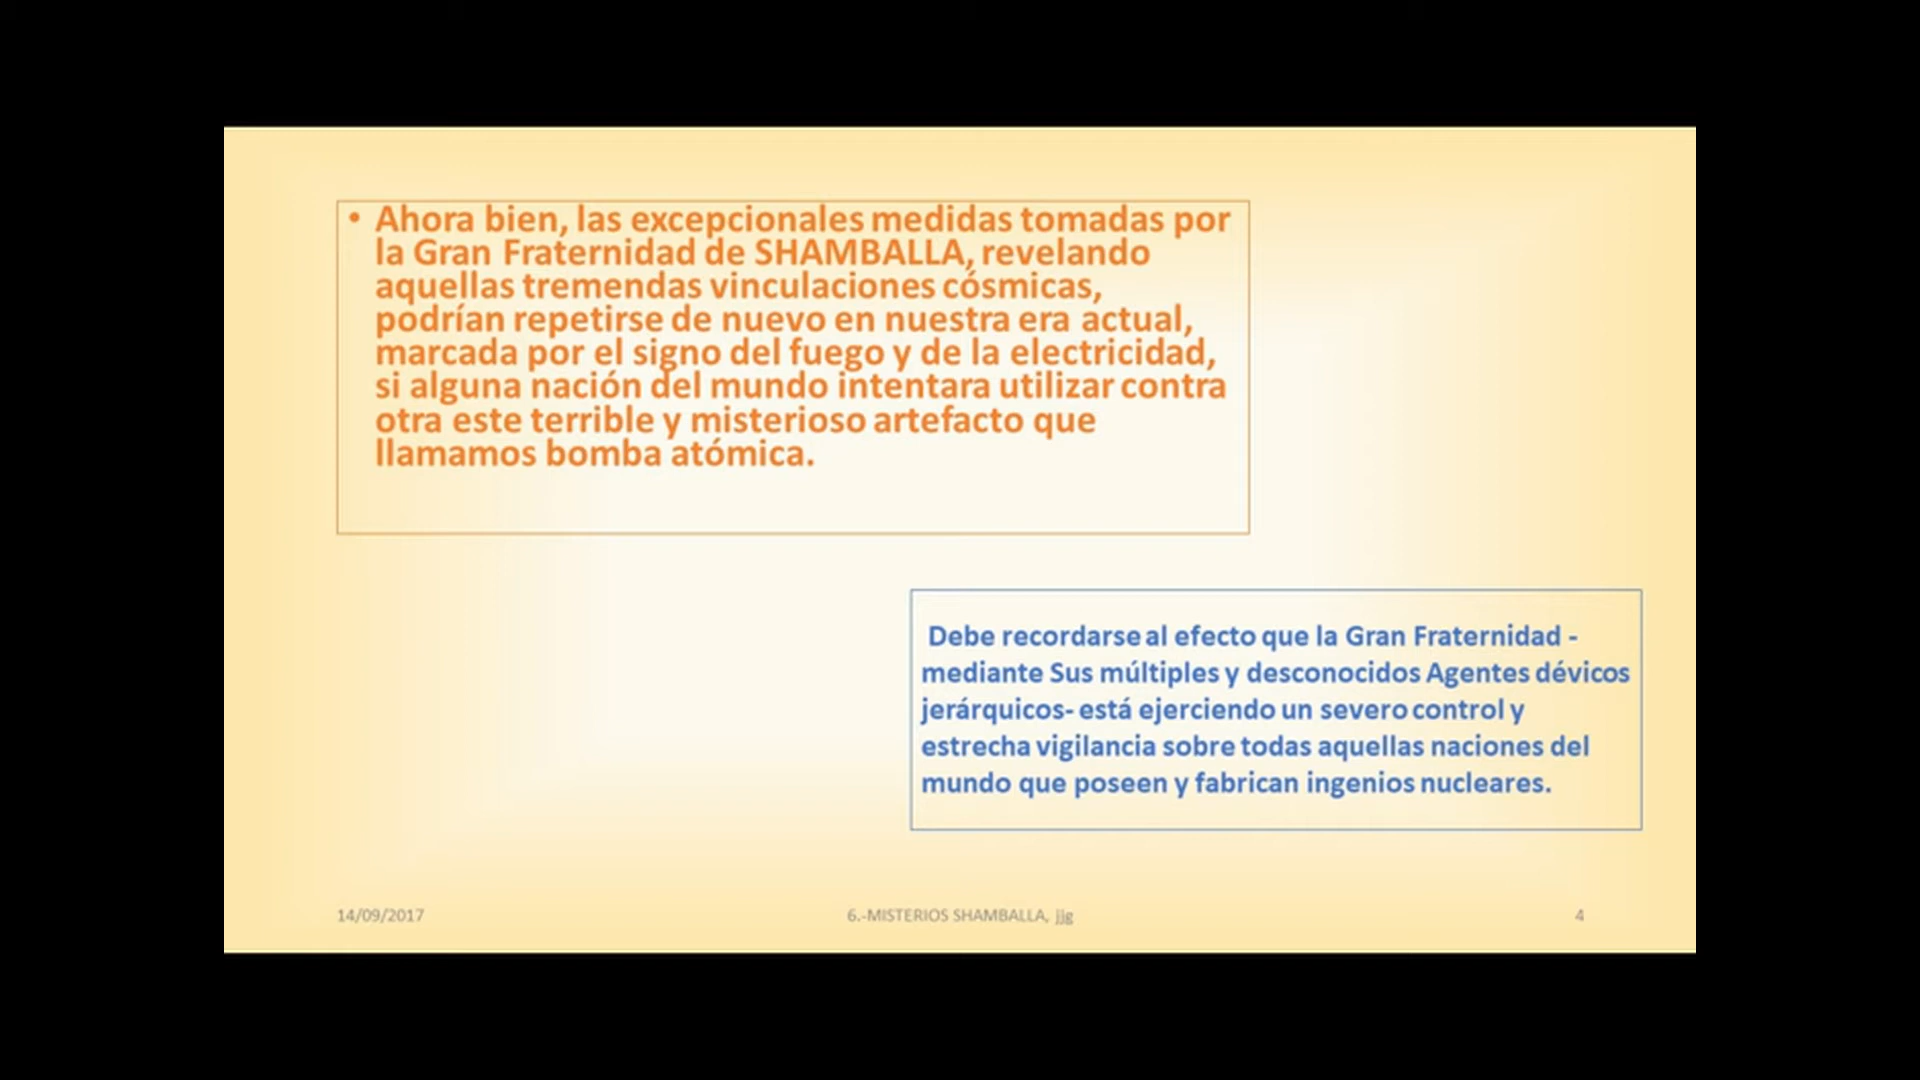 • Ahora bien, las excepcionales medidas tomadas por
la Gran Fraternidad de SHAMBALLA, revelando
aquellas tremendas vinculaciones cósmicas,
podrían repetirse de nuevo en nuestra era actual,
marcada por el signo del fuego y de la electricidad,
si alguna nación del mundo intentara utilizar contra
otra este terrible y misterioso artefacto que
llamamos bomba atómica.
Debe recordarse al efecto que la Gran Fraternidad -
mediante Sus múltiples y desconocidos Agentes dévicos
jerárquicos- está ejerciendo un severo control y
estrecha vigilancia sobre todas aquellas naciones del
mundo que poseen y fabrican ingenios nucleares.
14/09/2017
6.-MISTERIOS SHAMBALLA, jjg
4